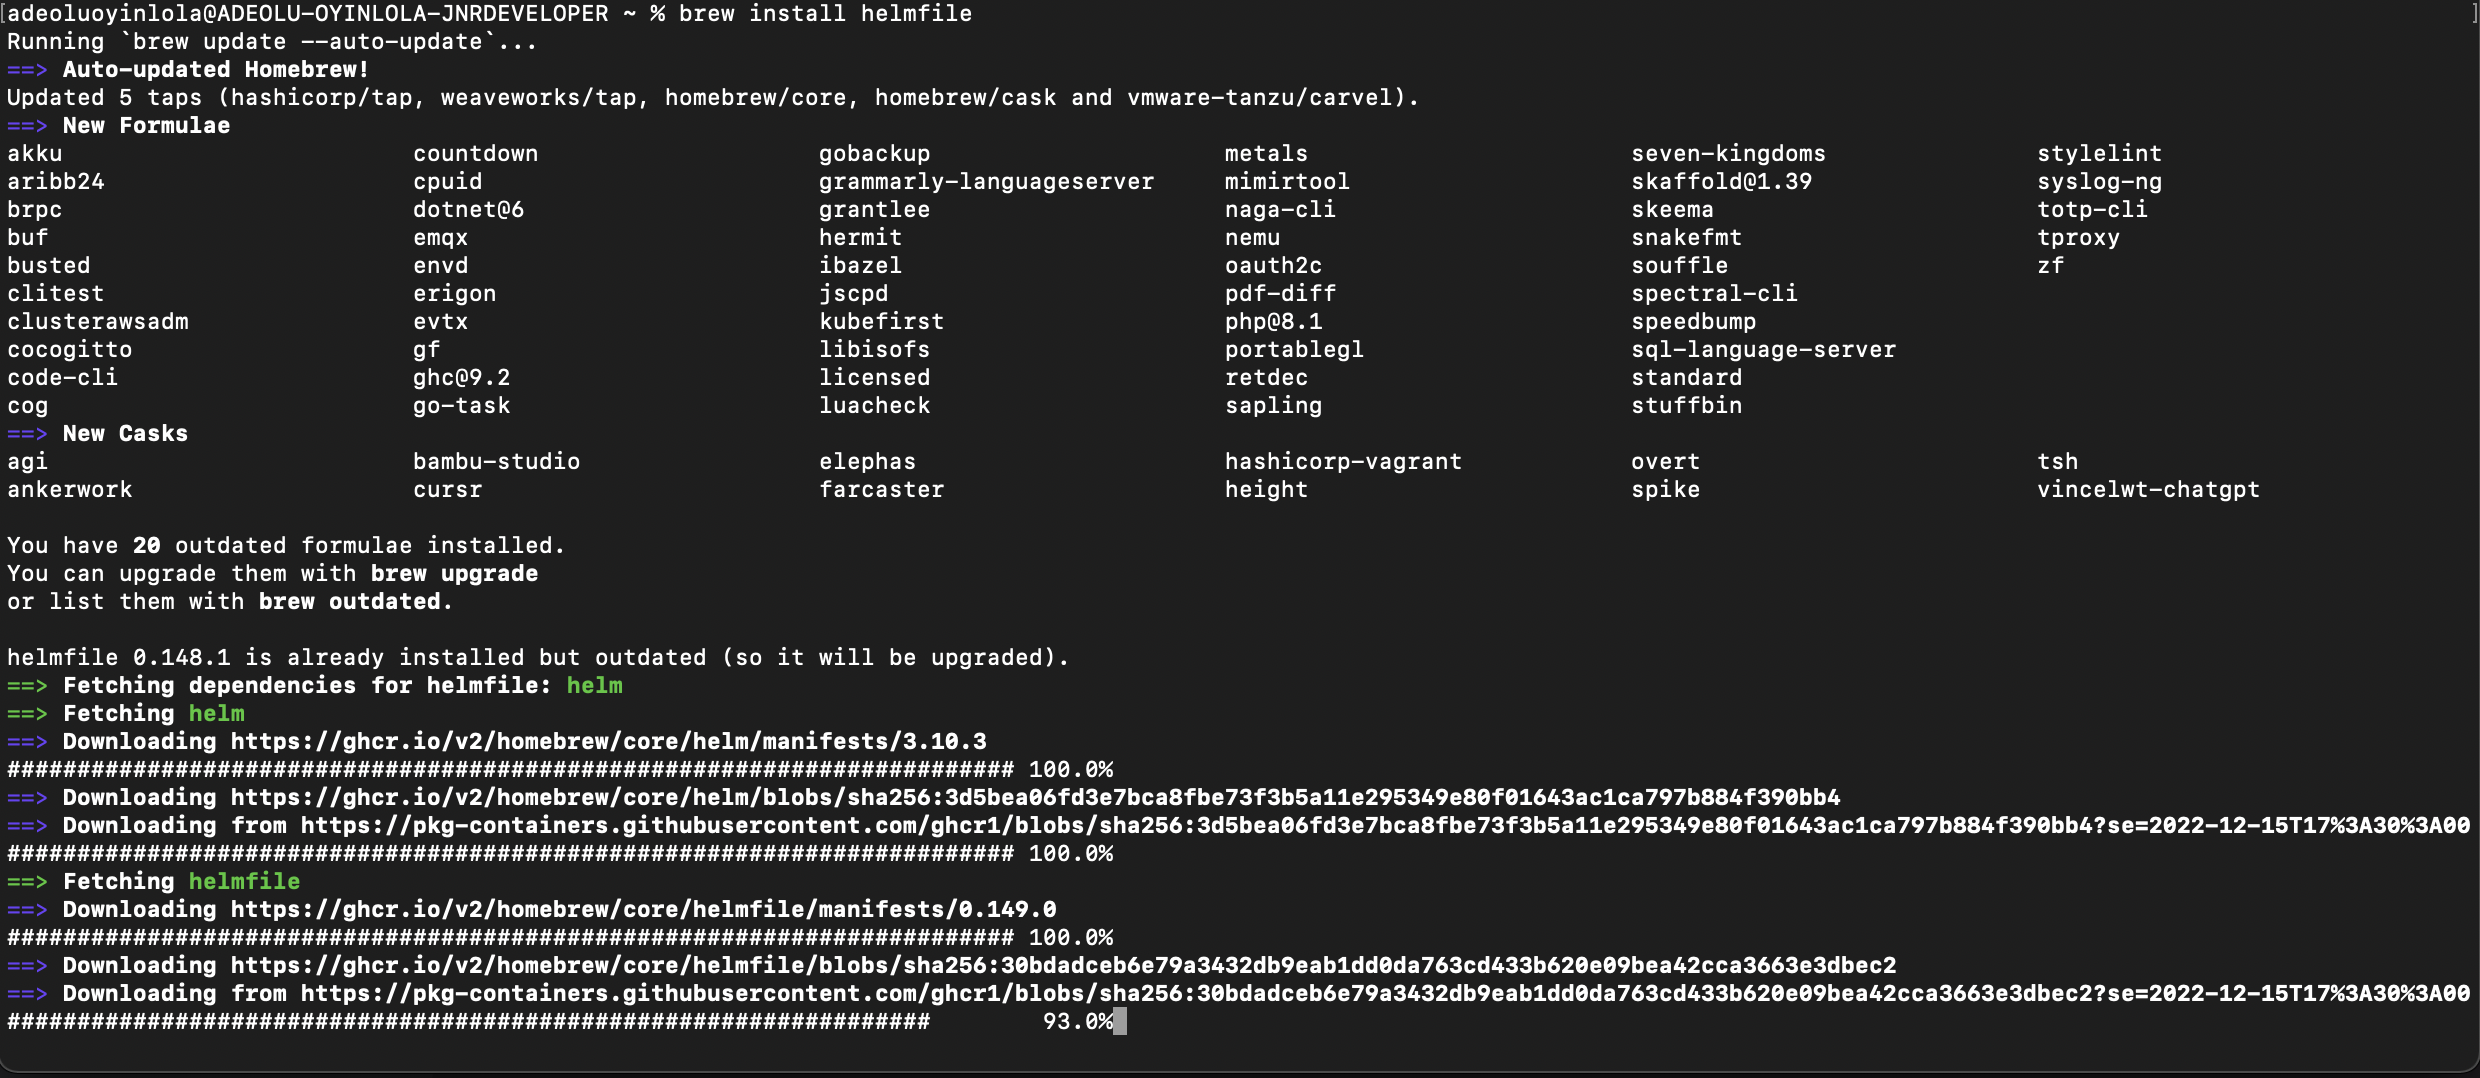 [adeoluoyinlola@ADEOLU-OYINLOLA-JNRDEVELOPER ~ % brew install helmfile ]
Running `brew update --auto-update`...
==> Auto-updated Homebrew!
Updated 5 taps (hashicorp/tap, weaveworks/tap, homebrew/core, homebrew/cask and vmware-tanzu/carvel).
==> New Formulae
akku countdown gobackup metals seven-kingdoms stylelint
aribb24 cpuid grammarly-languageserver mimirtool skaffold@1.39 syslog-ng
brpc dotnet@6 grantlee naga-cli skeema totp-cli
buf emqx hermit nemu snakefmt tproxy
busted envd ibazel oauth2c souffle zf
clitest erigon jscpd pdf-diff spectral-cli
clusterawsadm evtx kubefirst php@8.1 speedbump
cocogitto gf libisofs portablegl sql-language-server
code-cli ghc@9.2 licensed retdec standard
cog go-task luacheck sapling stuffbin
==> New Casks
agi bambu-studio elephas hashicorp-vagrant overt tsh
ankerwork cursr farcaster height spike vincelwt-chatgpt
You have 20 outdated formulae installed.
You can upgrade them with brew upgrade
or list them with brew outdated.
helmfile 0.148.1 is already installed but outdated (so it will be upgraded).
==> Fetching dependencies for helmfile: helm
==> Fetching helm
==> Downloading https://ghcr.io/v2/homebrew/core/helm/manifests/3.10.3
######################################################################## 100.0%
==> Downloading https://ghcr.io/v2/homebrew/core/helm/blobs/sha256:3d5bea06fd3e7bca8fbe73f3b5a11e295349e80f01643ac1ca797b884f390bb4
==> Downloading from https://pkg-containers.githubusercontent.com/ghcr1/blobs/sha256:3d5bea06fd3e7bca8fbe73f3b5a11e295349e80f01643ac1ca797b884f390bb4?se=2022-12-15T17%3A30%3A00
######################################################################## 100.0%
==> Fetching helmfile
==> Downloading https://ghcr.io/v2/homebrew/core/helmfile/manifests/0.149.0
######################################################################## 100.0%
==> Downloading https://ghcr.io/v2/homebrew/core/helmfile/blobs/sha256:30bdadceb6e79a3432db9eab1dd0da763cd433b620e09bea42cca3663e3dbec2
==> Downloading from https://pkg-containers.githubusercontent.com/ghcr1/blobs/sha256:30bdadceb6e79a3432db9eab1dd0da763cd433b620e09bea42cca3663e3dbec2?se=2022-12-15T17%3A30%3A00
################################################################## 93.0%